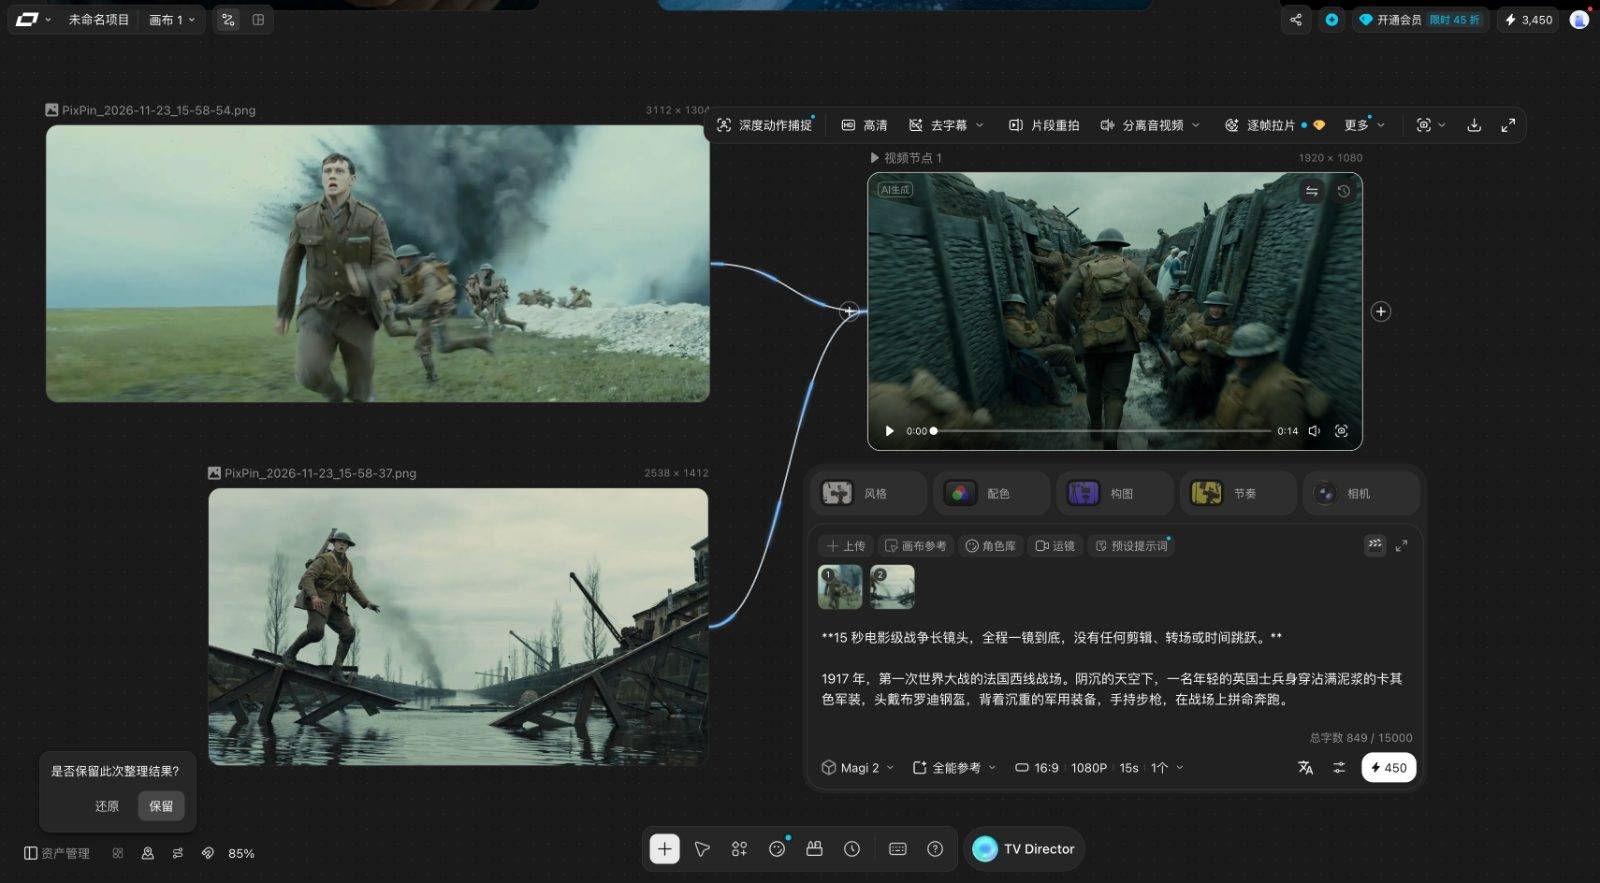 未命名项目
画布 1
开通会员 限时 45 折
3,450
PixPin_2026-11-23_15-58-54.png
3112 × 1304
深度动作捕捉
高清
去字幕
片段重拍
分离音视频
逐帧拉片
更多
视频节点 1
1920 × 1080
AI生成
0:00
0:14
PixPin_2026-11-23_15-58-37.png
2538 × 1412
风格
配色
构图
节奏
相机
上传
画布参考
角色库
运镜
预设提示词
1
2
**15 秒电影级战争长镜头，全程一镜到底，没有任何剪辑、转场或时间跳跃。**
1917 年，第一次世界大战的法国西线战场。阴沉的天空下，一名年轻的英国士兵身穿沾满泥浆的卡其
色军装，头戴布罗迪钢盔，背着沉重的军用装备，手持步枪，在战场上拼命奔跑。
总字数 849 / 15000
Magi 2
全能参考
16:9
1080P
15s
1个
450
是否保留此次整理结果?
还原
保留
资产管理
85%
TV Director